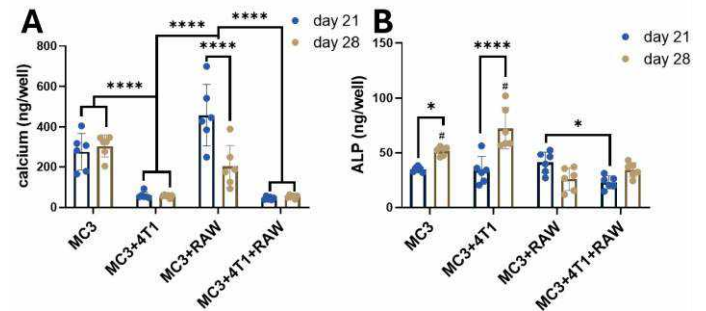 A
B
day 21
day 28
day 21
day 28
calcium (ng/well)
800
600
400
200
0
****
****
****
****
MC3
MC3+4T1
MC3+RAW
MC3+4T1+RAW
ALP (ng/well)
150
100
50
0
*
#
****
#
*
MC3
MC3+4T1
MC3+RAW
MC3+4T1+RAW